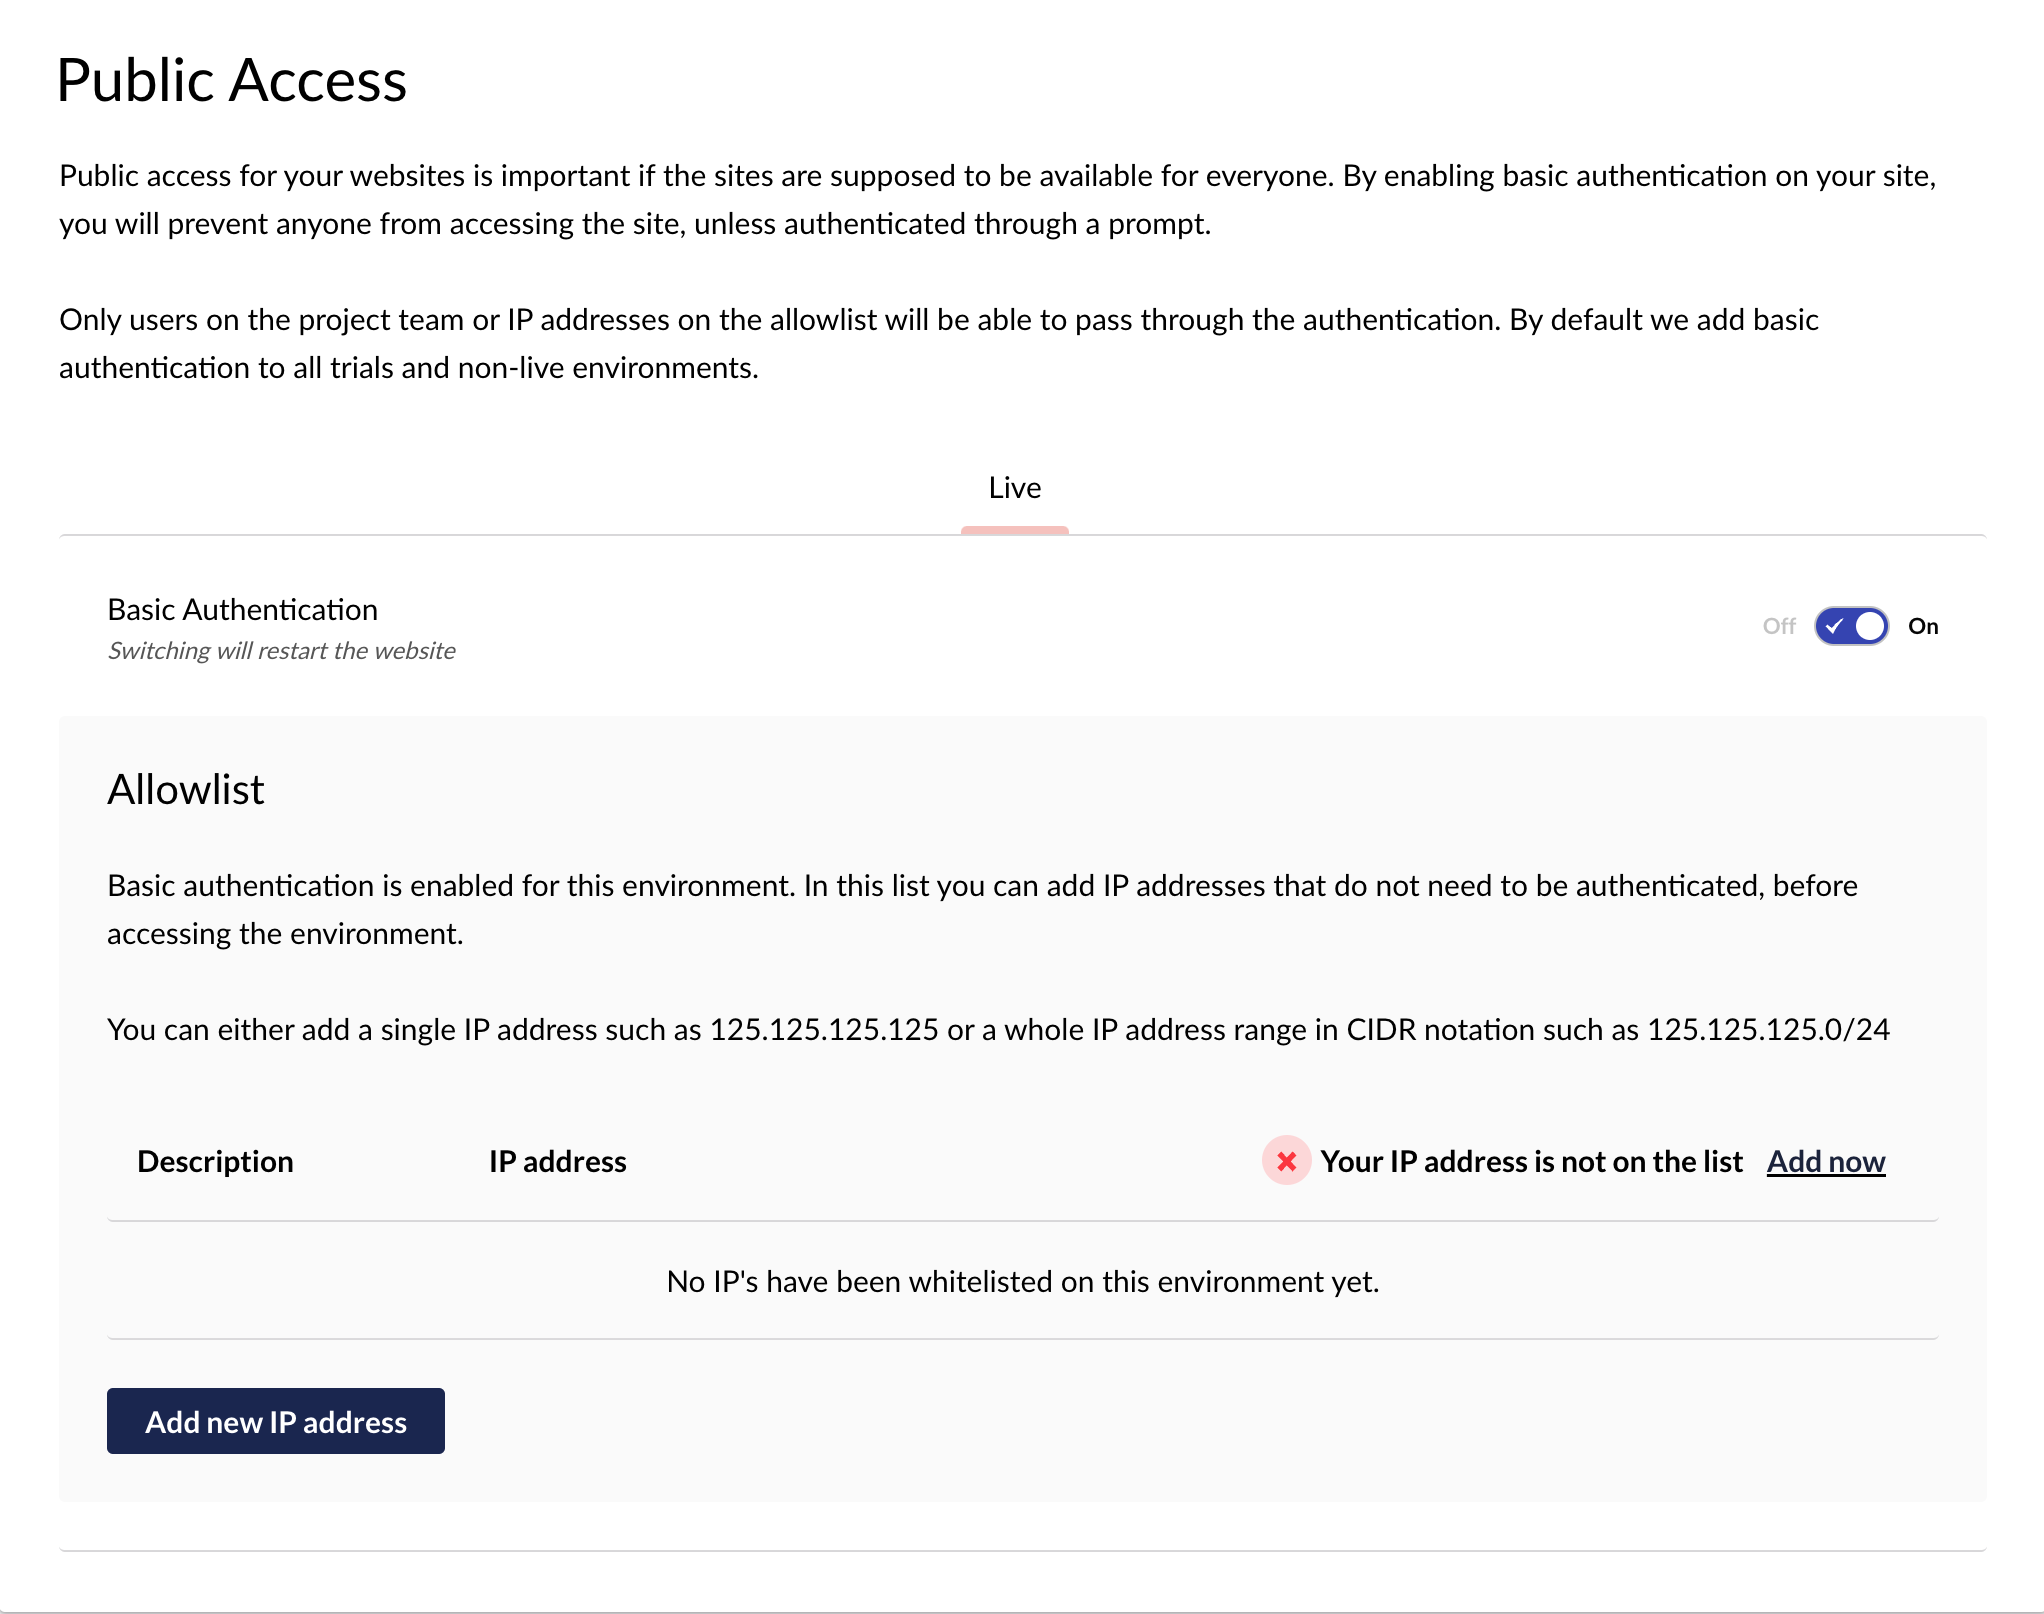 Public Access
Public access for your websites is important if the sites are supposed to be available for everyone. By enabling basic authentication on your site,
you will prevent anyone from accessing the site, unless authenticated through a prompt.
Only users on the project team or IP addresses on the allowlist will be able to pass through the authentication. By default we add basic
authentication to all trials and non-live environments.
Live
Basic Authentication
Switching will restart the website
Off On
Allowlist
Basic authentication is enabled for this environment. In this list you can add IP addresses that do not need to be authenticated, before
accessing the environment.
You can either add a single IP address such as 125.125.125.125 or a whole IP address range in CIDR notation such as 125.125.125.0/24
Description IP address Your IP address is not on the list Add now
No IP's have been whitelisted on this environment yet.
Add new IP address